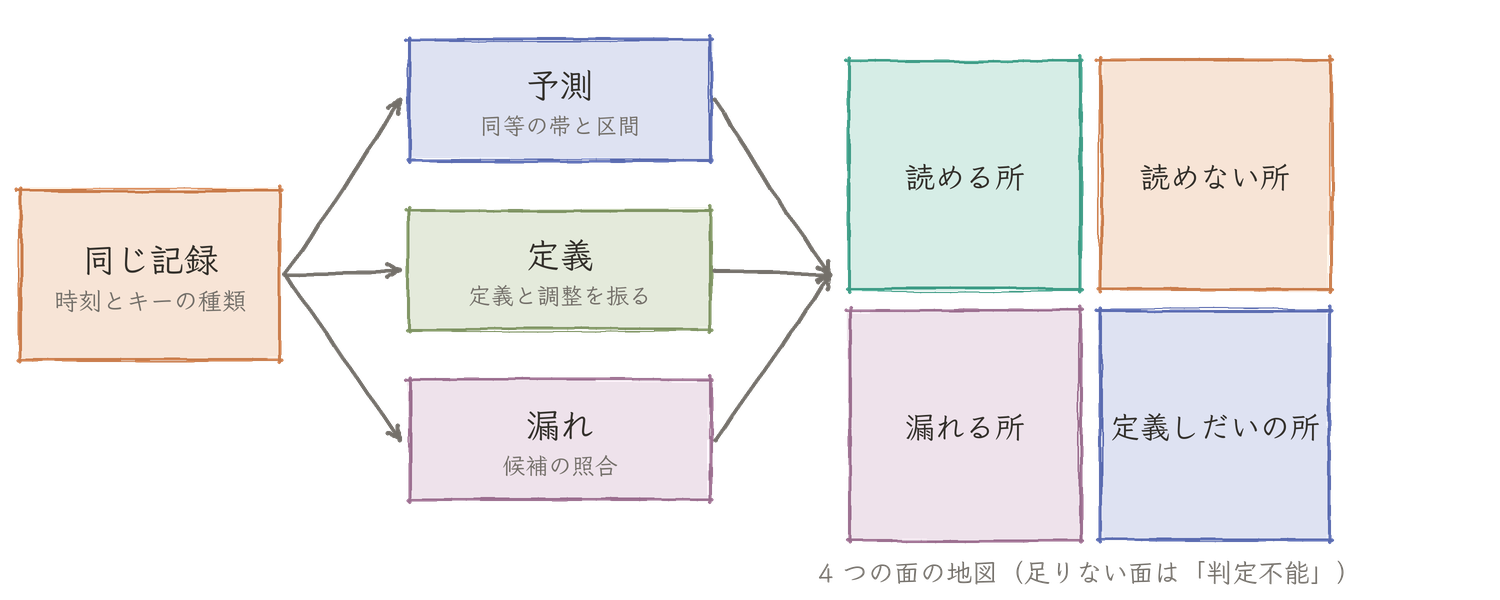 同じ記録
時刻とキーの種類
予測
同等の帯と区間
定義
定義と調整を振る
漏れ
候補の照合
読める所
読めない所
漏れる所
定義しだいの所
4 つの面の地図（足りない面は「判定不能」）